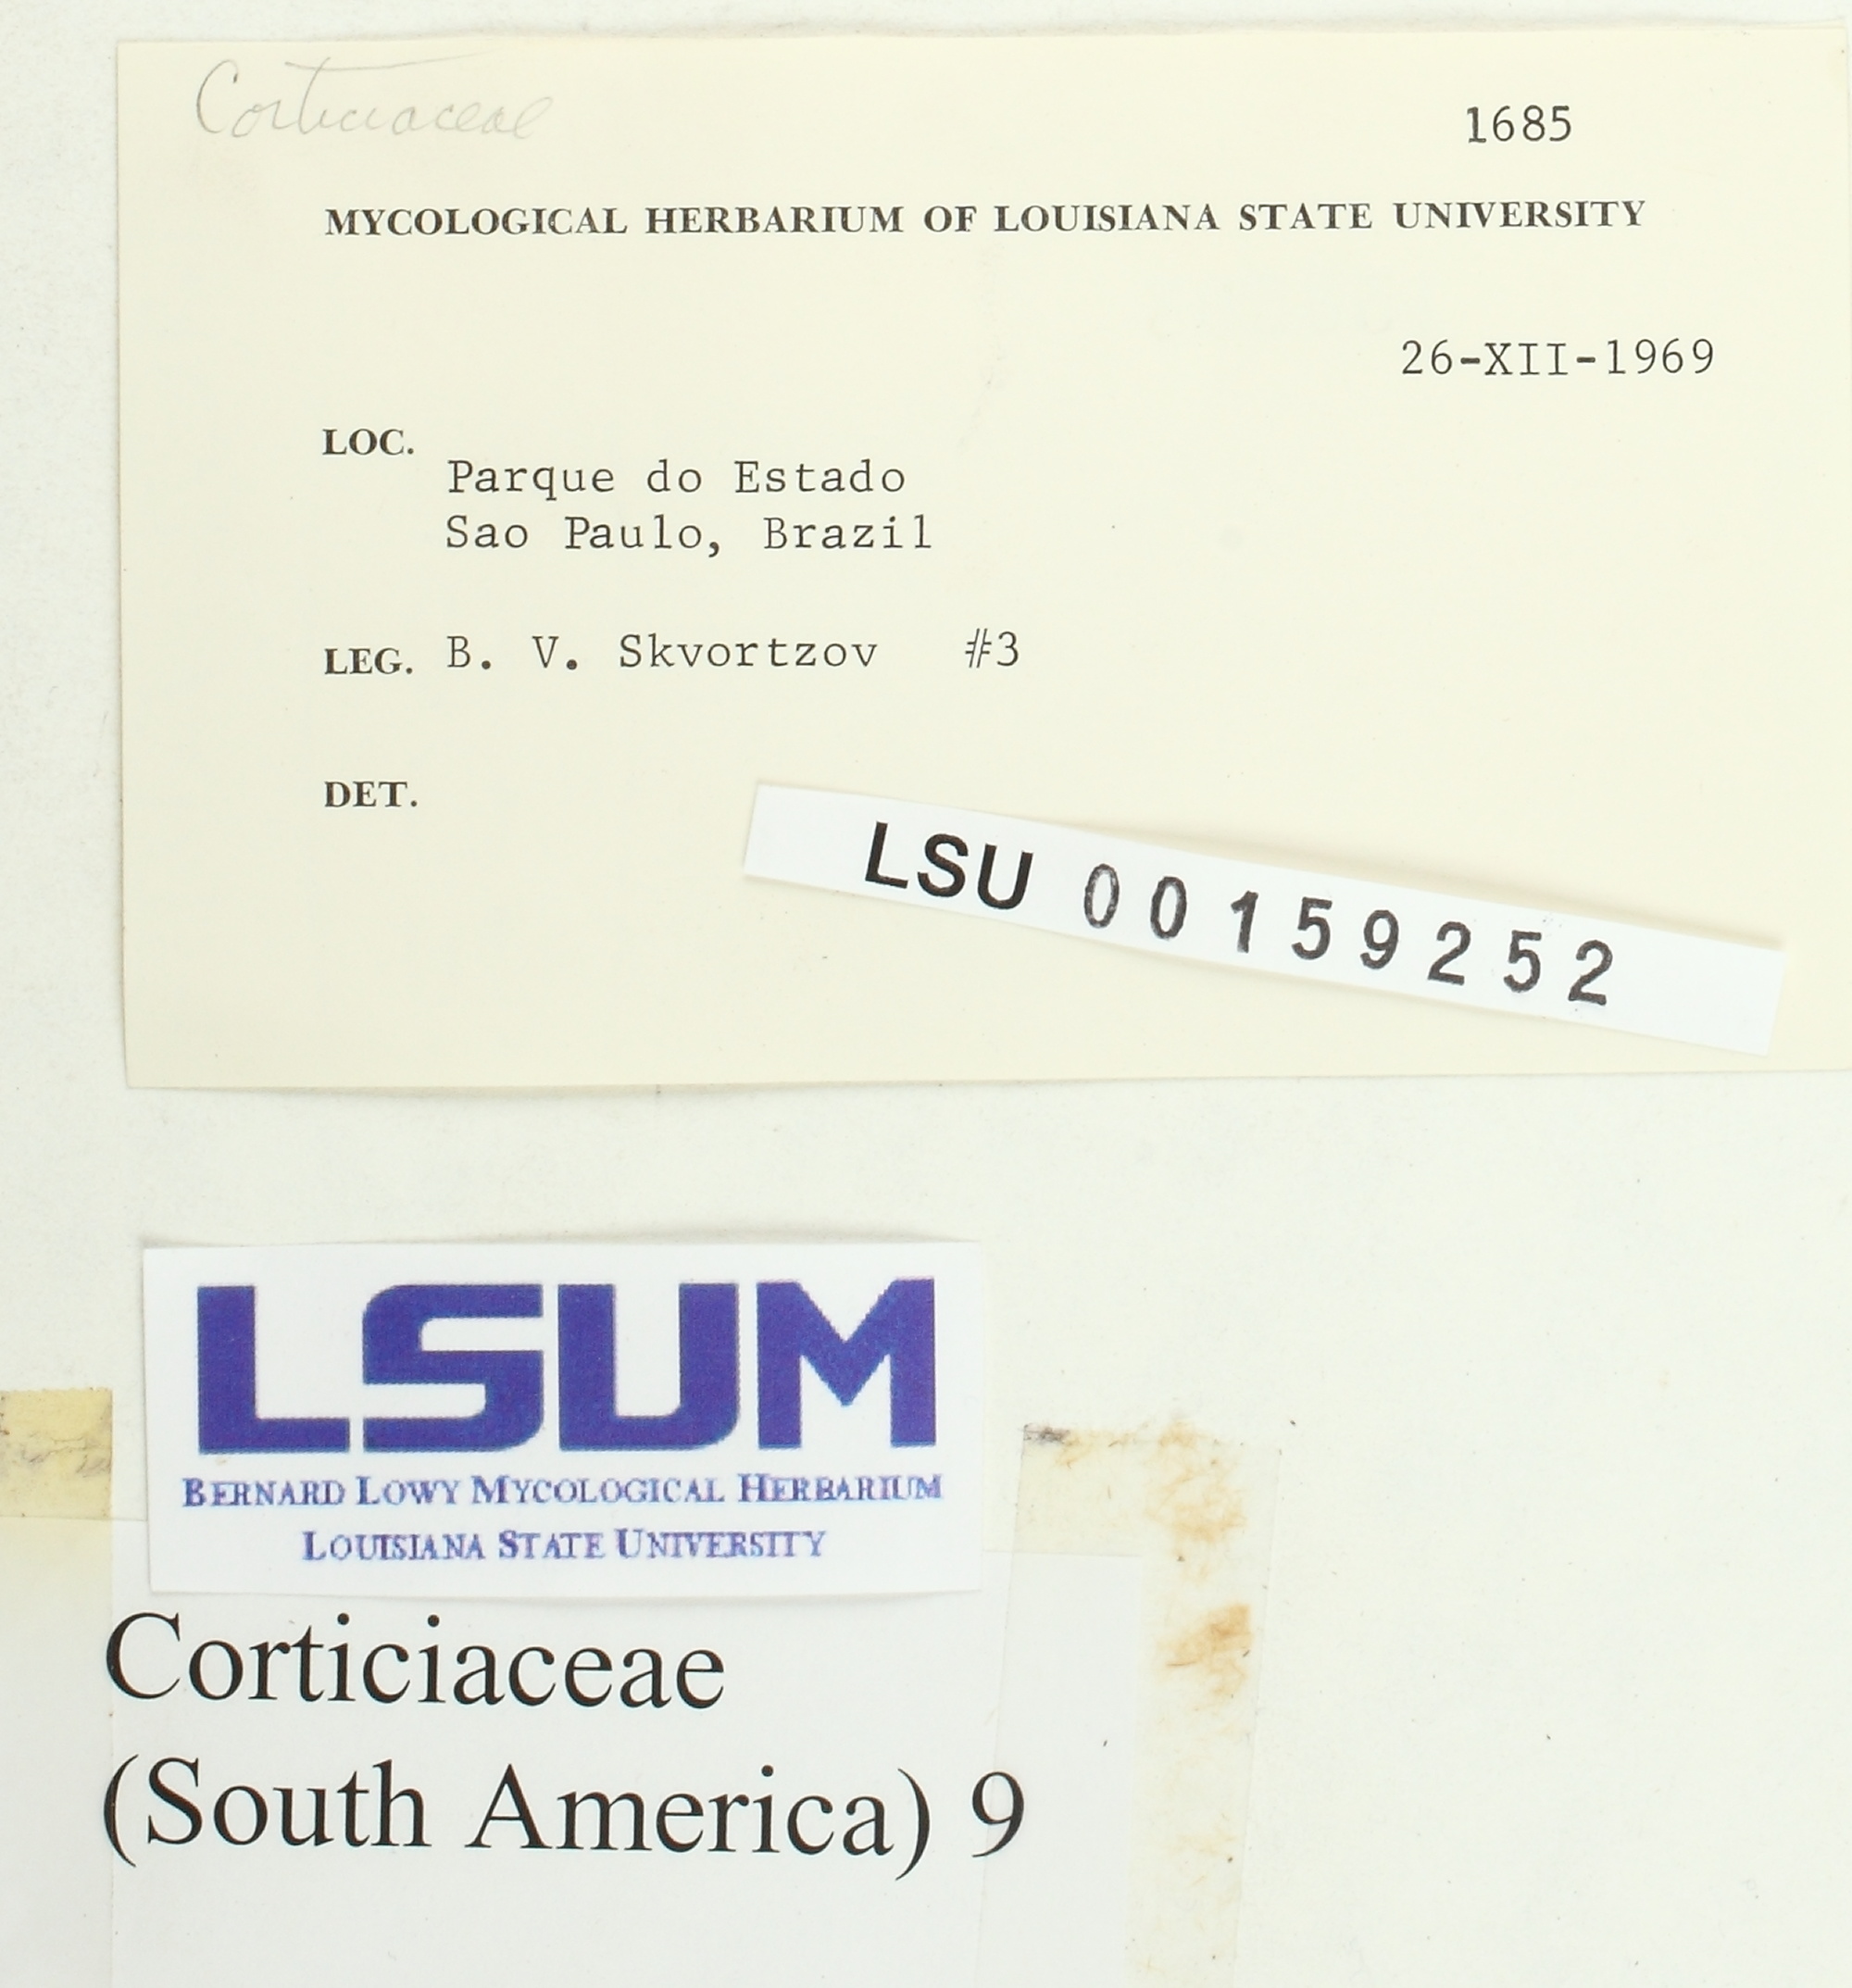 Corticiaceae
1685
MYCOLOGICAL HERBARIUM OF LOUISIANA STATE UNIVERSITY
26-XII-1969
LOC.
Parque do Estado
Sao Paulo, Brazil
LEG. B. V. Skvortzov #3
DET.
LSU 00159252
LSUM
BERNARD LOWY MYCOLOGICAL HERBARIUM
LOUISIANA STATE UNIVERSITY
Corticiaceae
(South America) 9